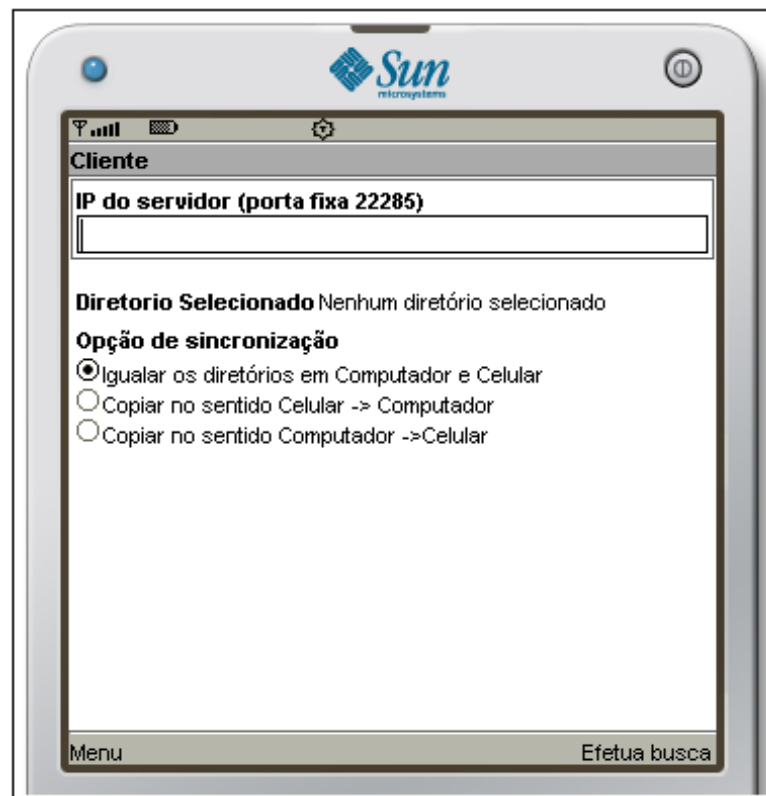 Sun
microsystems
Cliente
IP do servidor (porta fixa 22285)
Diretorio Selecionado Nenhum diretório selecionado
Opção de sincronização
Igualar os diretórios em Computador e Celular
Copiar no sentido Celular -> Computador
Copiar no sentido Computador ->Celular
Menu Efetua busca